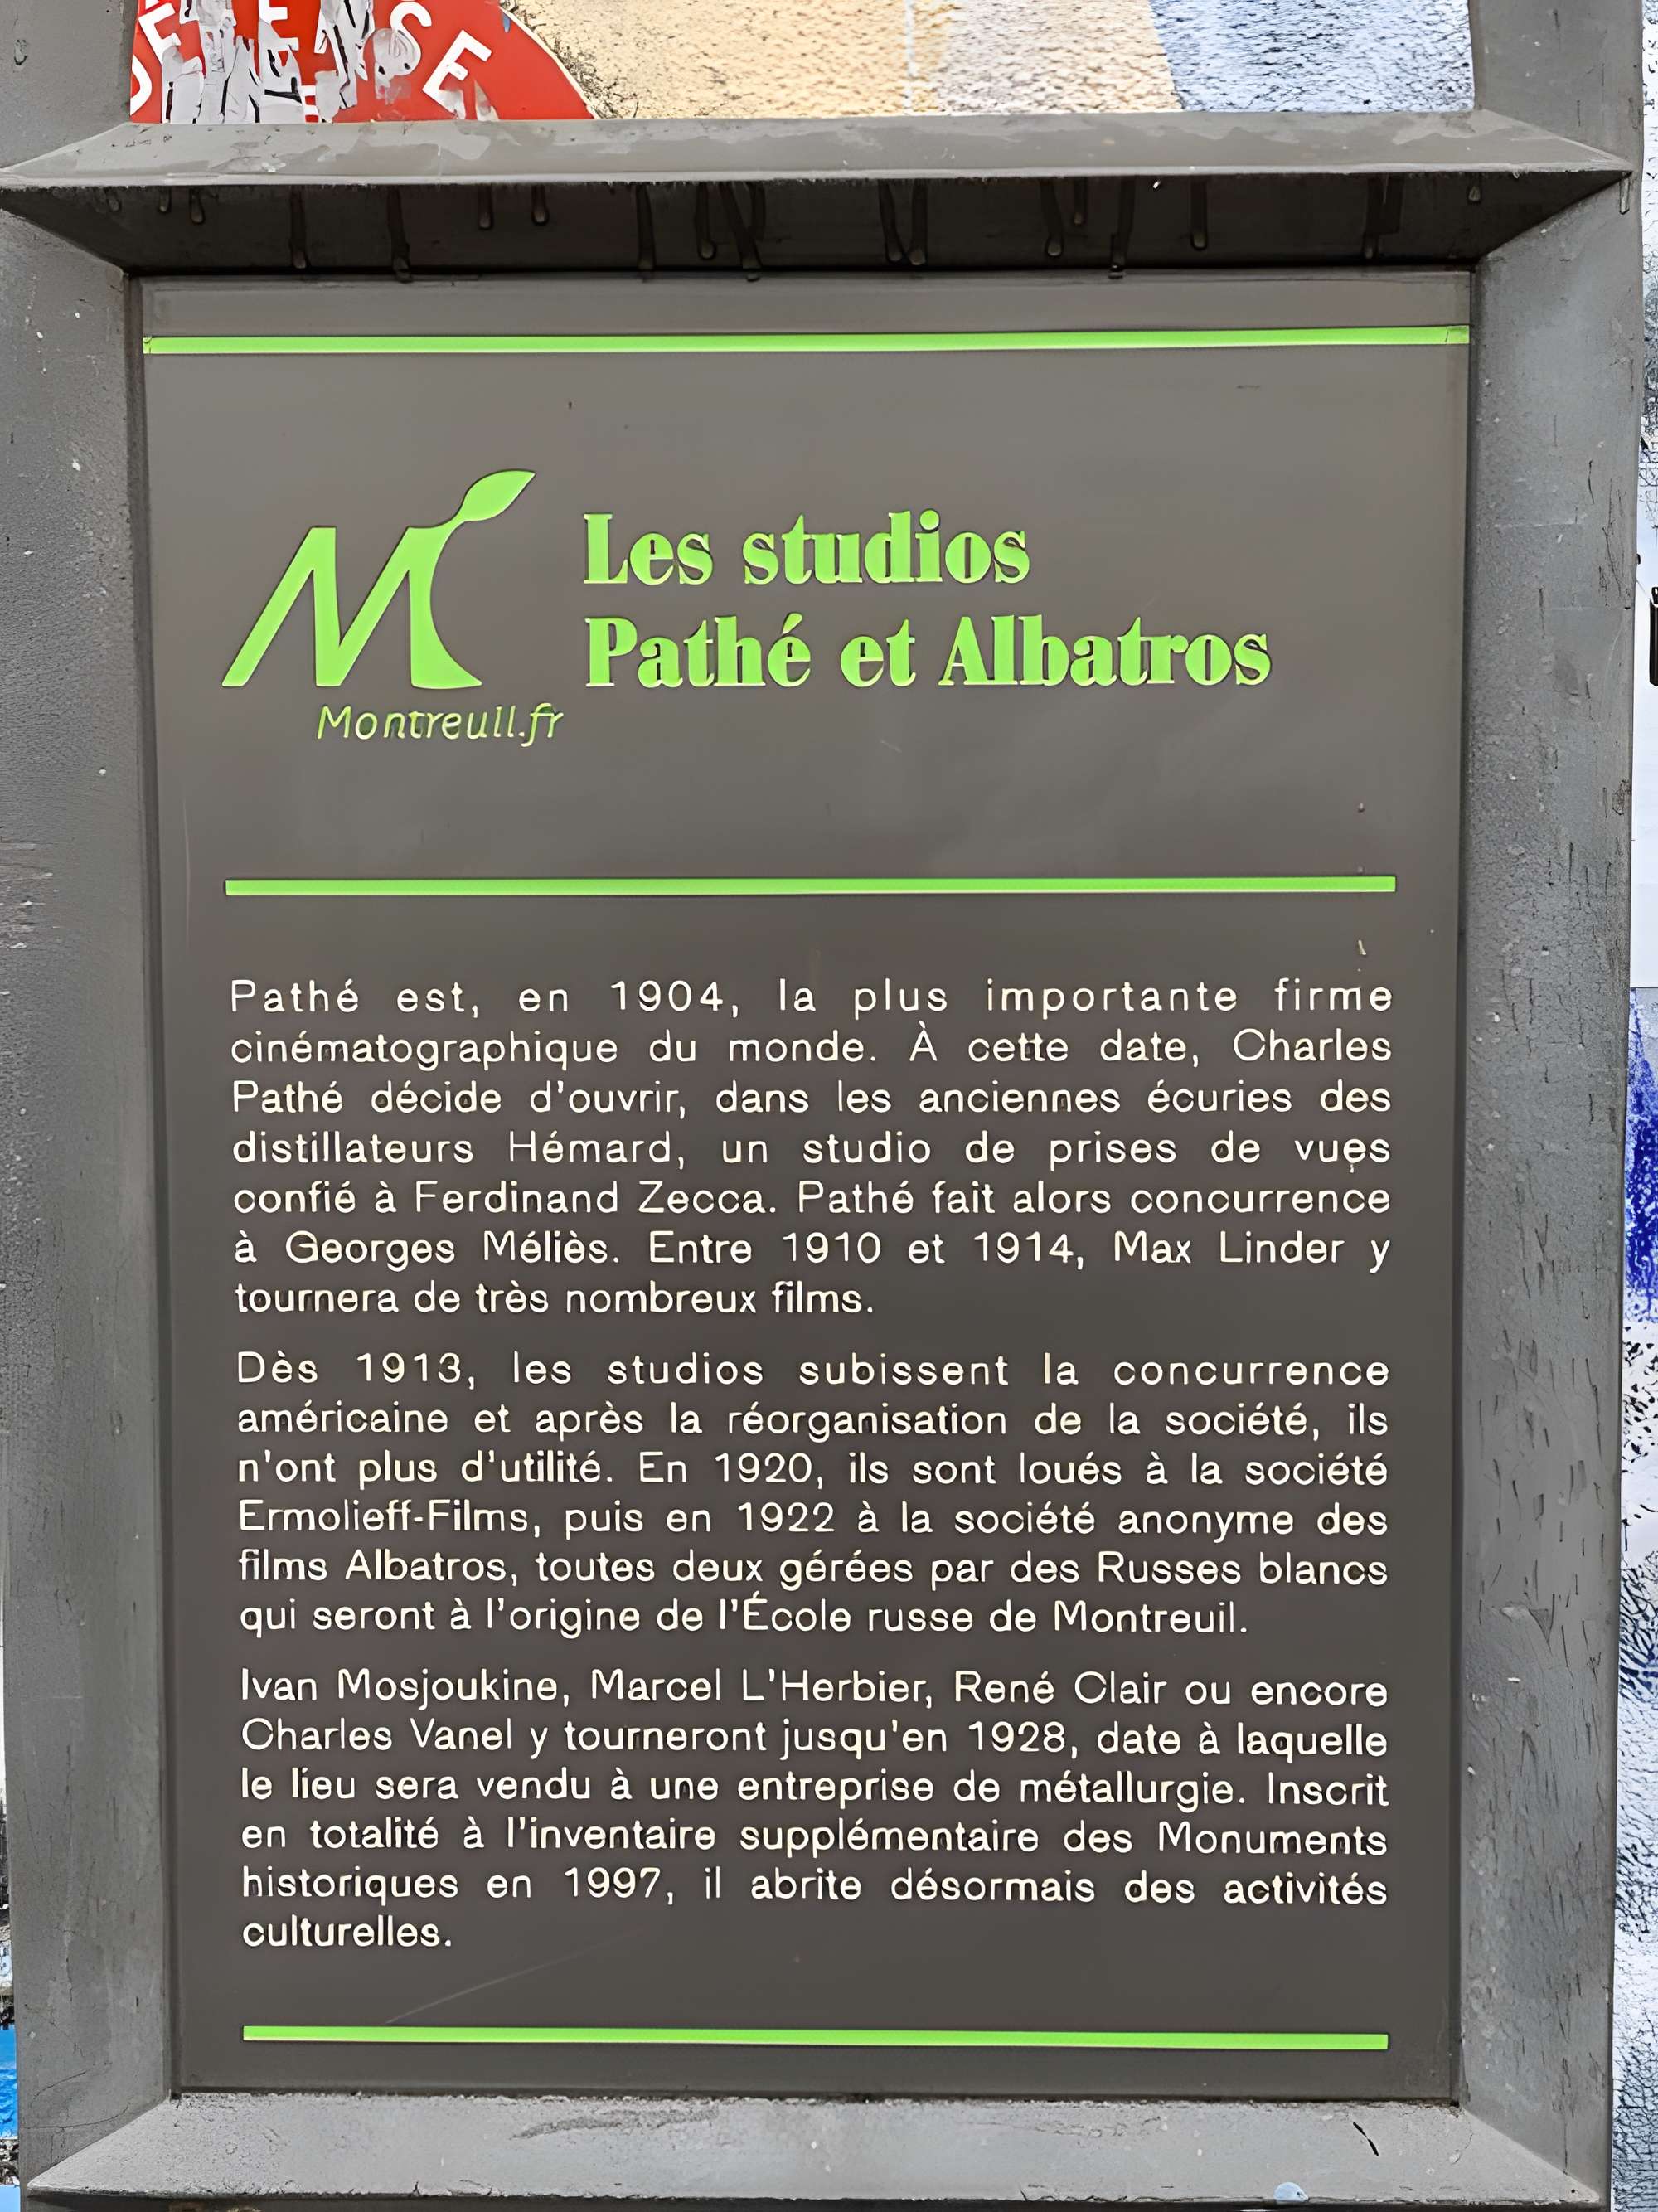 DÉFENSE
Les studios
Pathé et Albatros
Montreuil.fr
Pathé est, en 1904, la plus importante firme
cinématographique du monde. À cette date, Charles
Pathé décide d'ouvrir, dans les anciennes écuries des
distillateurs Hémard, un studio de prises de vues
confié à Ferdinand Zecca. Pathé fait alors concurrence
à Georges Méliès. Entre 1910 et 1914, Max Linder y
tournera de très nombreux films.
Dès 1913, les studios subissent la concurrence
américaine et après la réorganisation de la société, ils
n'ont plus d'utilité. En 1920, ils sont loués à la société
Ermolieff-Films, puis en 1922 à la société anonyme des
films Albatros, toutes deux gérées par des Russes blancs
qui seront à l'origine de l'École russe de Montreuil.
Ivan Mosjoukine, Marcel L'Herbier, René Clair ou encore
Charles Vanel y tourneront jusqu'en 1928, date à laquelle
le lieu sera vendu à une entreprise de métallurgie. Inscrit
en totalité à l'inventaire supplémentaire des Monuments
historiques en 1997, il abrite désormais des activités
culturelles.